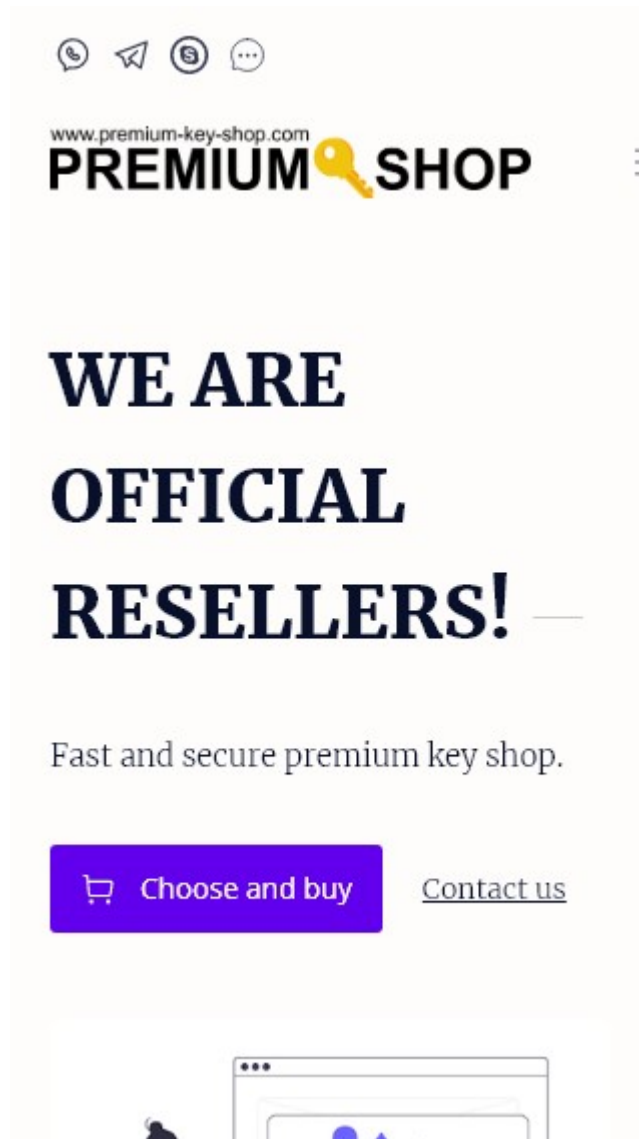 www.premium-key-shop.com
PREMIUM SHOP
WE ARE
OFFICIAL
RESELLERS!
Fast and secure premium key shop.
Choose and buy
Contact us